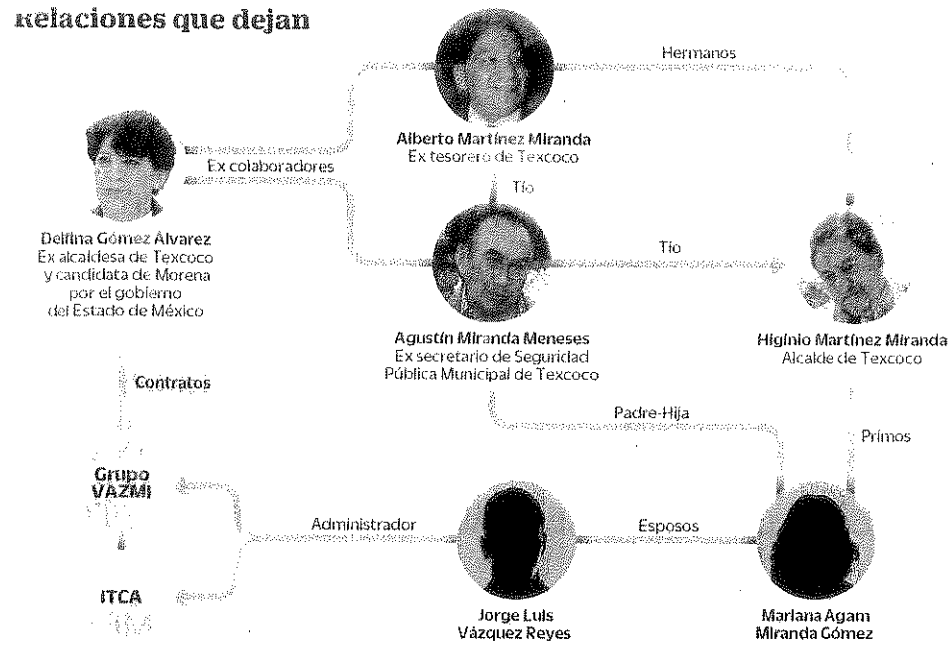 Relaciones que dejan
Hermanos
Alberto Martínez Miranda
Ex tesorero de Texcoco
Ex colaboradores
Tío
Delfina Gómez Álvarez
Ex alcaldesa de Texcoco
y candidata de Morena
por el gobierno
del Estado de México
Tío
Agustín Miranda Meneses
Ex secretario de Seguridad
Pública Municipal de Texcoco
Higinio Martínez Miranda
Alcalde de Texcoco
Contratos
Padre-Hija
Primos
Grupo
VAZMI
Administrador
Esposos
ITCA
Jorge Luis
Vázquez Reyes
Mariana Agam
Miranda Gómez